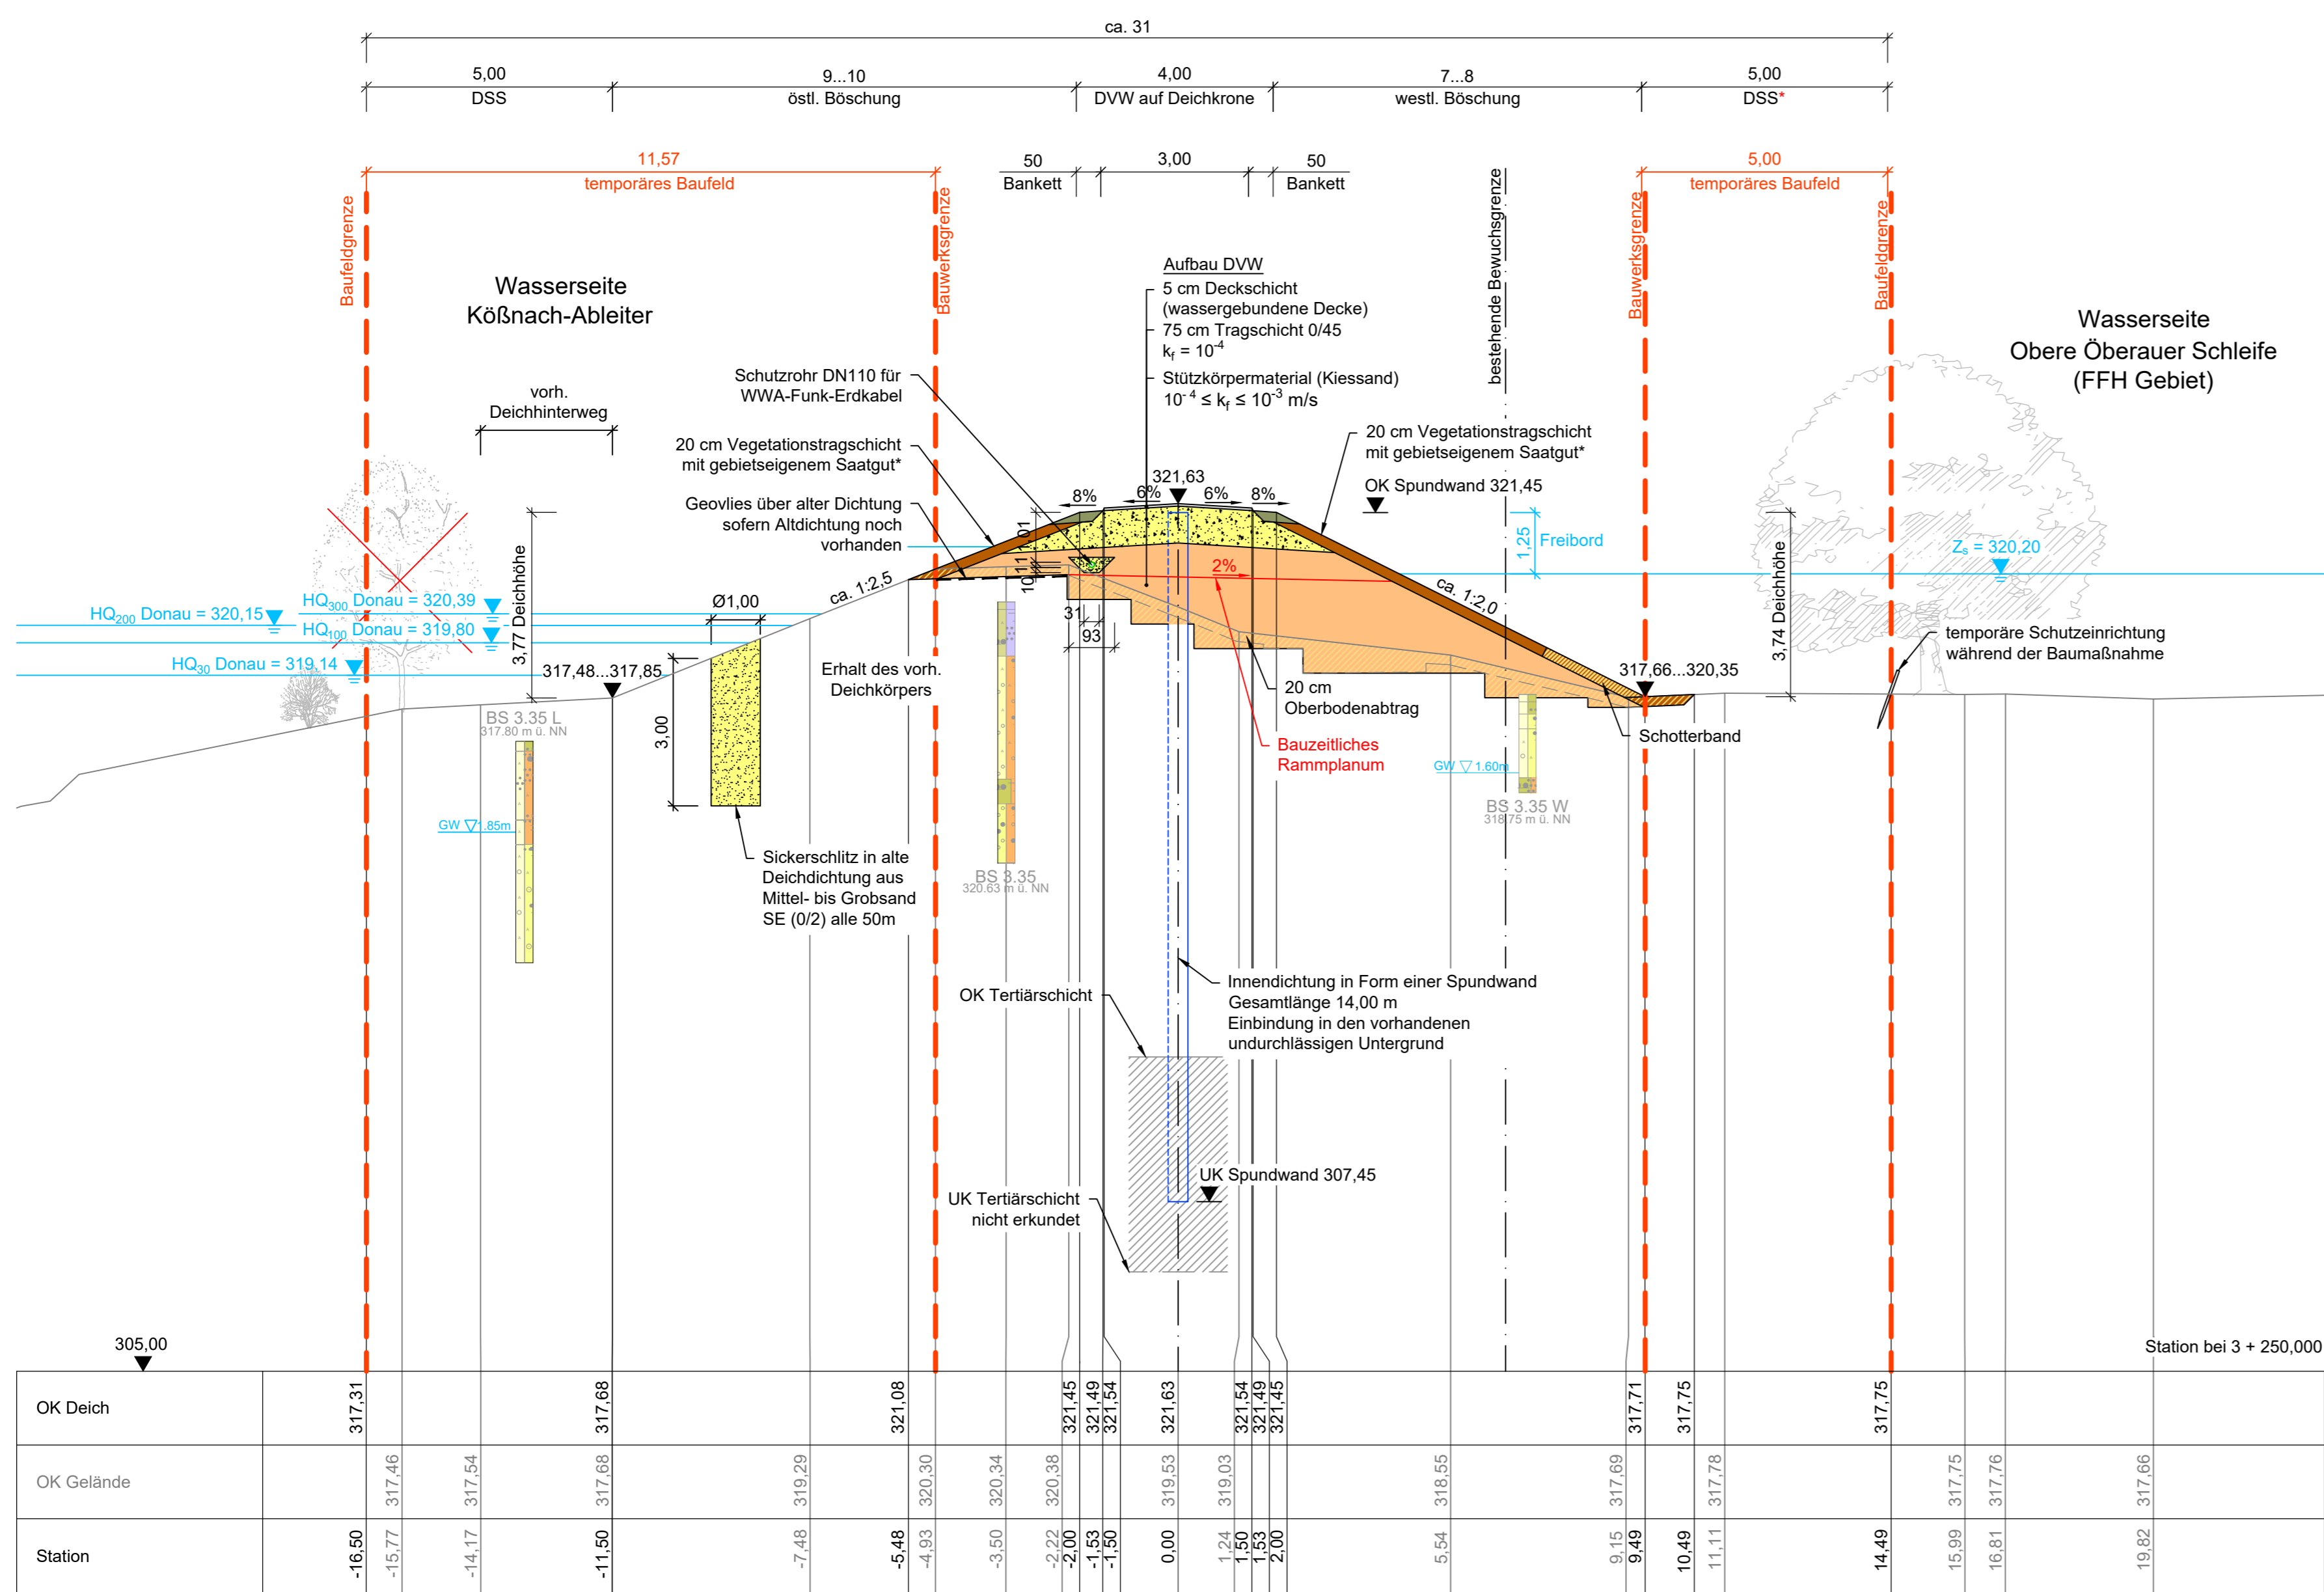 ca. 31
5,00
9...10
4,00
7...8
5,00
DSS
östl. Böschung
DVW auf Deichkrone
westl. Böschung
DSS*
11,57
temporäres Baufeld
50
Bankett
3,00
50
Bankett
5,00
temporäres Baufeld
Baufeldgrenze
Bauwerksgrenze
bestehende Bewuchsgrenze
Bauwerksgrenze
Baufeldgrenze
Wasserseite
Kößnach-Ableiter
Wasserseite
Obere Öberauer Schleife
(FFH Gebiet)
Aufbau DVW
5 cm Deckschicht
(wassergebundene Decke)
75 cm Tragschicht 0/45
kf = 10-4
Stützkörpermaterial (Kiessand)
10-4 ≤ kf ≤ 10-3 m/s
Schutzrohr DN110 für
WWA-Funk-Erdkabel
vorh.
Deichhinterweg
20 cm Vegetationstragschicht
mit gebietseigenem Saatgut*
Geovlies über alter Dichtung
sofern Altdichtung noch
vorhanden
20 cm Vegetationstragschicht
mit gebietseigenem Saatgut*
OK Spundwand 321,45
321,63
8%
6%
6%
8%
1,01
11
10
31
93
2%
1,25
Freibord
Zs = 320,20
3,77 Deichhöhe
3,74 Deichhöhe
ca. 1:2,5
ca. 1:2,0
HQ300 Donau = 320,39
HQ200 Donau = 320,15
HQ100 Donau = 319,80
HQ30 Donau = 319,14
Ø1,00
3,00
317,48...317,85
317,66...320,35
Erhalt des vorh.
Deichkörpers
temporäre Schutzeinrichtung
während der Baumaßnahme
20 cm
Oberbodenabtrag
Schotterband
Bauzeitliches
Rammplanum
BS 3.35 L
317.80 m ü. NN
GW 1.85m
BS 3.35
320.63 m ü. NN
GW 1.60m
BS 3.35 W
318.75 m ü. NN
Sickerschlitz in alte
Deichdichtung aus
Mittel- bis Grobsand
SE (0/2) alle 50m
Innendichtung in Form einer Spundwand
Gesamtlänge 14,00 m
Einbindung in den vorhandenen
undurchlässigen Untergrund
OK Tertiärschicht
UK Spundwand 307,45
UK Tertiärschicht
nicht erkundet
305,00
Station bei 3 + 250,000
OK Deich
317,31
317,68
321,08
321,45
321,49
321,54
321,63
321,54
321,49
321,45
317,71
317,75
317,75
OK Gelände
317,46
317,54
317,68
319,29
320,30
320,34
320,38
319,53
319,03
318,55
317,69
317,78
317,75
317,76
317,66
Station
-16,50
-15,77
-14,17
-11,50
-7,48
-5,48
-4,93
-3,50
-2,22
-2,00
-1,53
-1,50
0,00
1,24
1,50
1,53
2,00
5,54
9,15
9,49
10,49
11,11
14,49
15,99
16,81
19,82